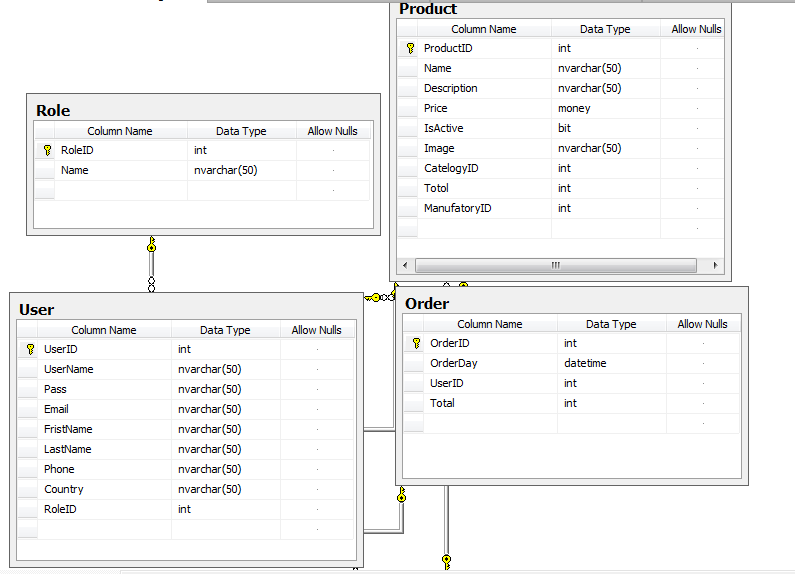 Product
Column Name Data Type Allow Nulls
ProductID int
Name nvarchar(50)
Description nvarchar(50)
Price money
IsActive bit
Image nvarchar(50)
CatelogyID int
Totol int
ManufatoryID int
Role
Column Name Data Type Allow Nulls
RoleID int
Name nvarchar(50)
User
Column Name Data Type Allow Nulls
UserID int
UserName nvarchar(50)
Pass nvarchar(50)
Email nvarchar(50)
FristName nvarchar(50)
LastName nvarchar(50)
Phone nvarchar(50)
Country nvarchar(50)
RoleID int
Order
Column Name Data Type Allow Nulls
OrderID int
OrderDay datetime
UserID int
Total int